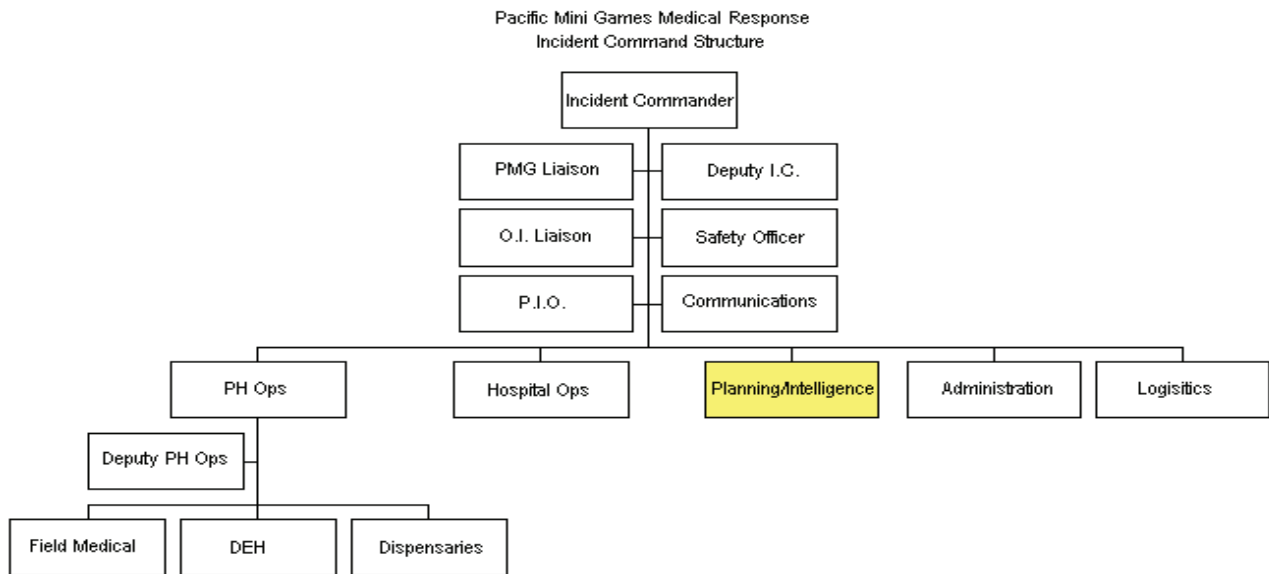 Pacific Mini Games Medical Response
Incident Command Structure
Incident Commander
PMG Liaison
Deputy I.C.
O.I. Liaison
Safety Officer
P.I.O.
Communications
PH Ops
Hospital Ops
Planning/Intelligence
Administration
Logisitics
Deputy PH Ops
Field Medical
DEH
Dispensaries